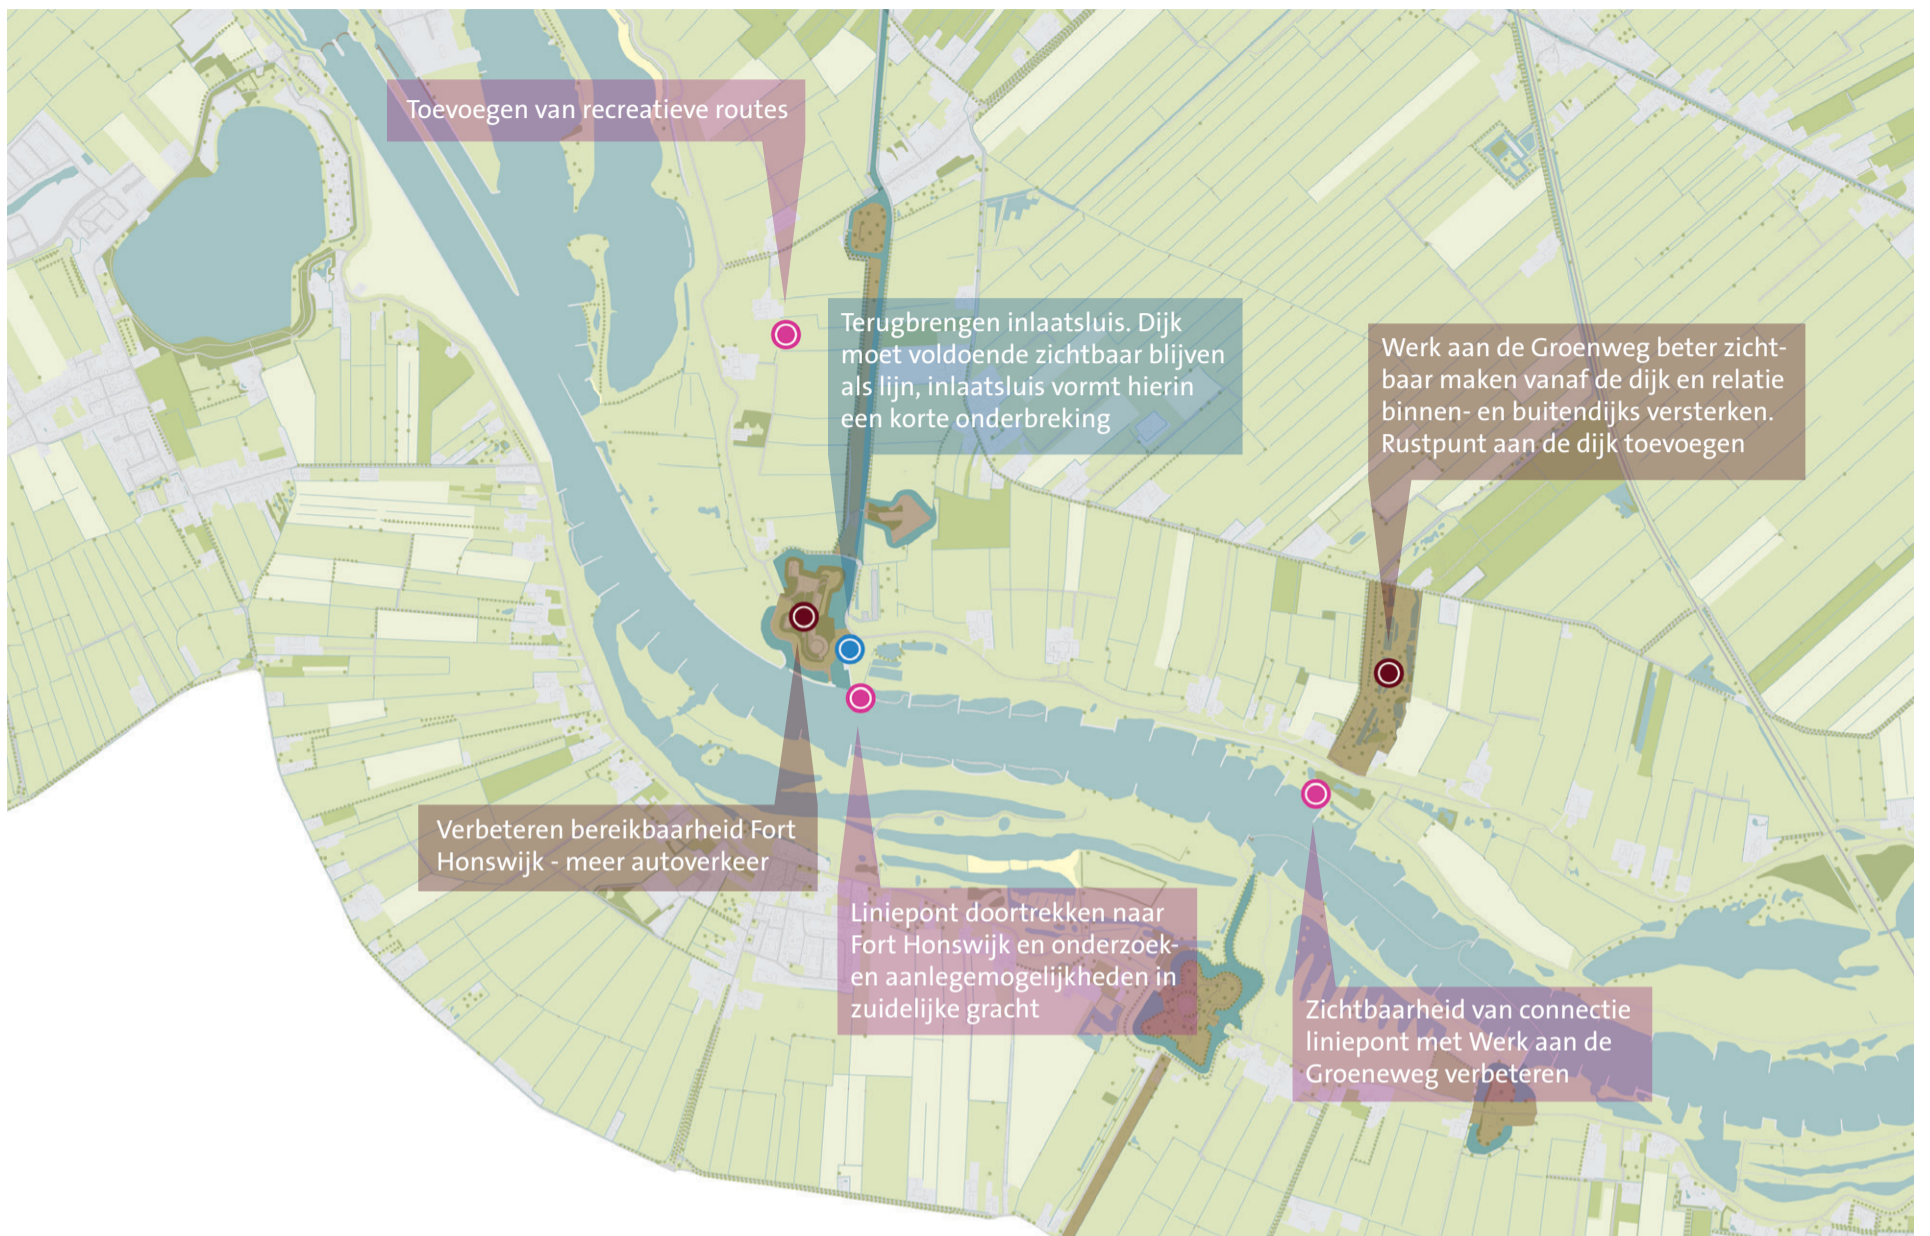 Toevoegen van recreatieve routes
Terugbrengen inlaatsluis. Dijk
moet voldoende zichtbaar blijven
als lijn, inlaatsluis vormt hierin
een korte onderbreking
Werk aan de Groenweg beter zicht-
baar maken vanaf de dijk en relatie
binnen- en buitendijks versterken.
Rustpunt aan de dijk toevoegen
Verbeteren bereikbaarheid Fort
Honswijk - meer autoverkeer
Liniepont doortrekken naar
Fort Honswijk en onderzoek-
en aanlegemogelijkheden in
zuidelijke gracht
Zichtbaarheid van connectie
liniepont met Werk aan de
Groeneweg verbeteren